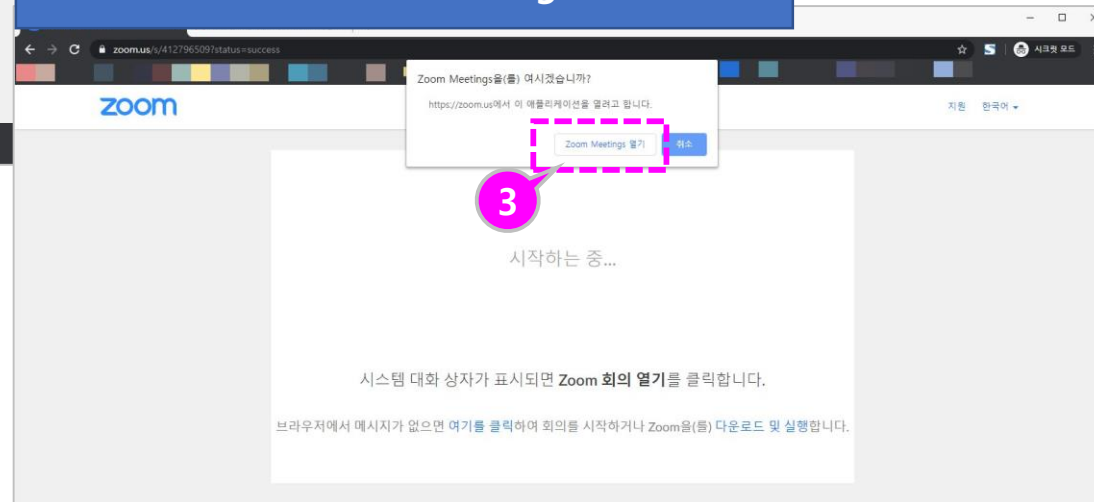 zoom.us/s/412796509?status=success
시크릿 모드
Zoom Meetings을(를) 여시겠습니까?
https://zoom.us에서 이 애플리케이션을 열려고 합니다.
Zoom Meetings 열기
취소
zoom
지원 한국어
3
시작하는 중...
시스템 대화 상자가 표시되면 Zoom 회의 열기를 클릭합니다.
브라우저에서 메시지가 없으면 여기를 클릭하여 회의를 시작하거나 Zoom을(를) 다운로드 및 실행합니다.